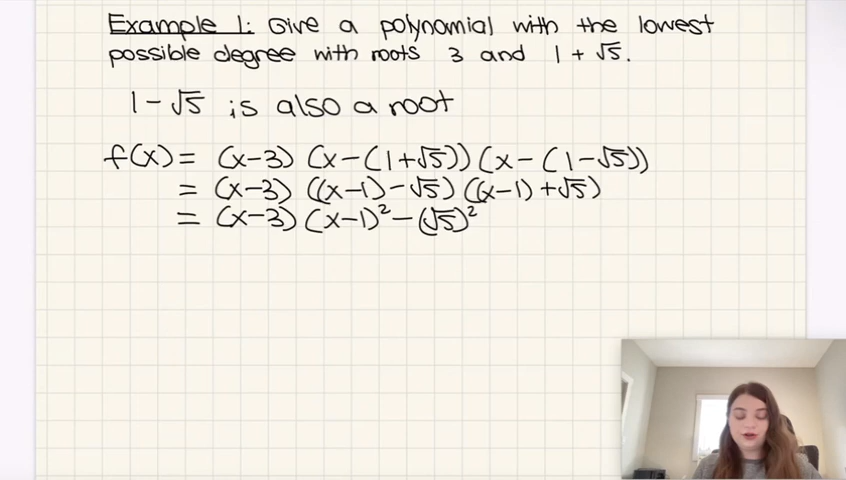 Example 1: Give a polynomial with the lowest
possible degree with roots 3 and 1 + √5.
1 - √5 is also a root
f(x) = (x-3) (x-(1+√5)) (x-(1-√5))
= (x-3) ((x-1)-√5) ((x-1)+√5)
= (x-3) (x-1)² - (√5)²